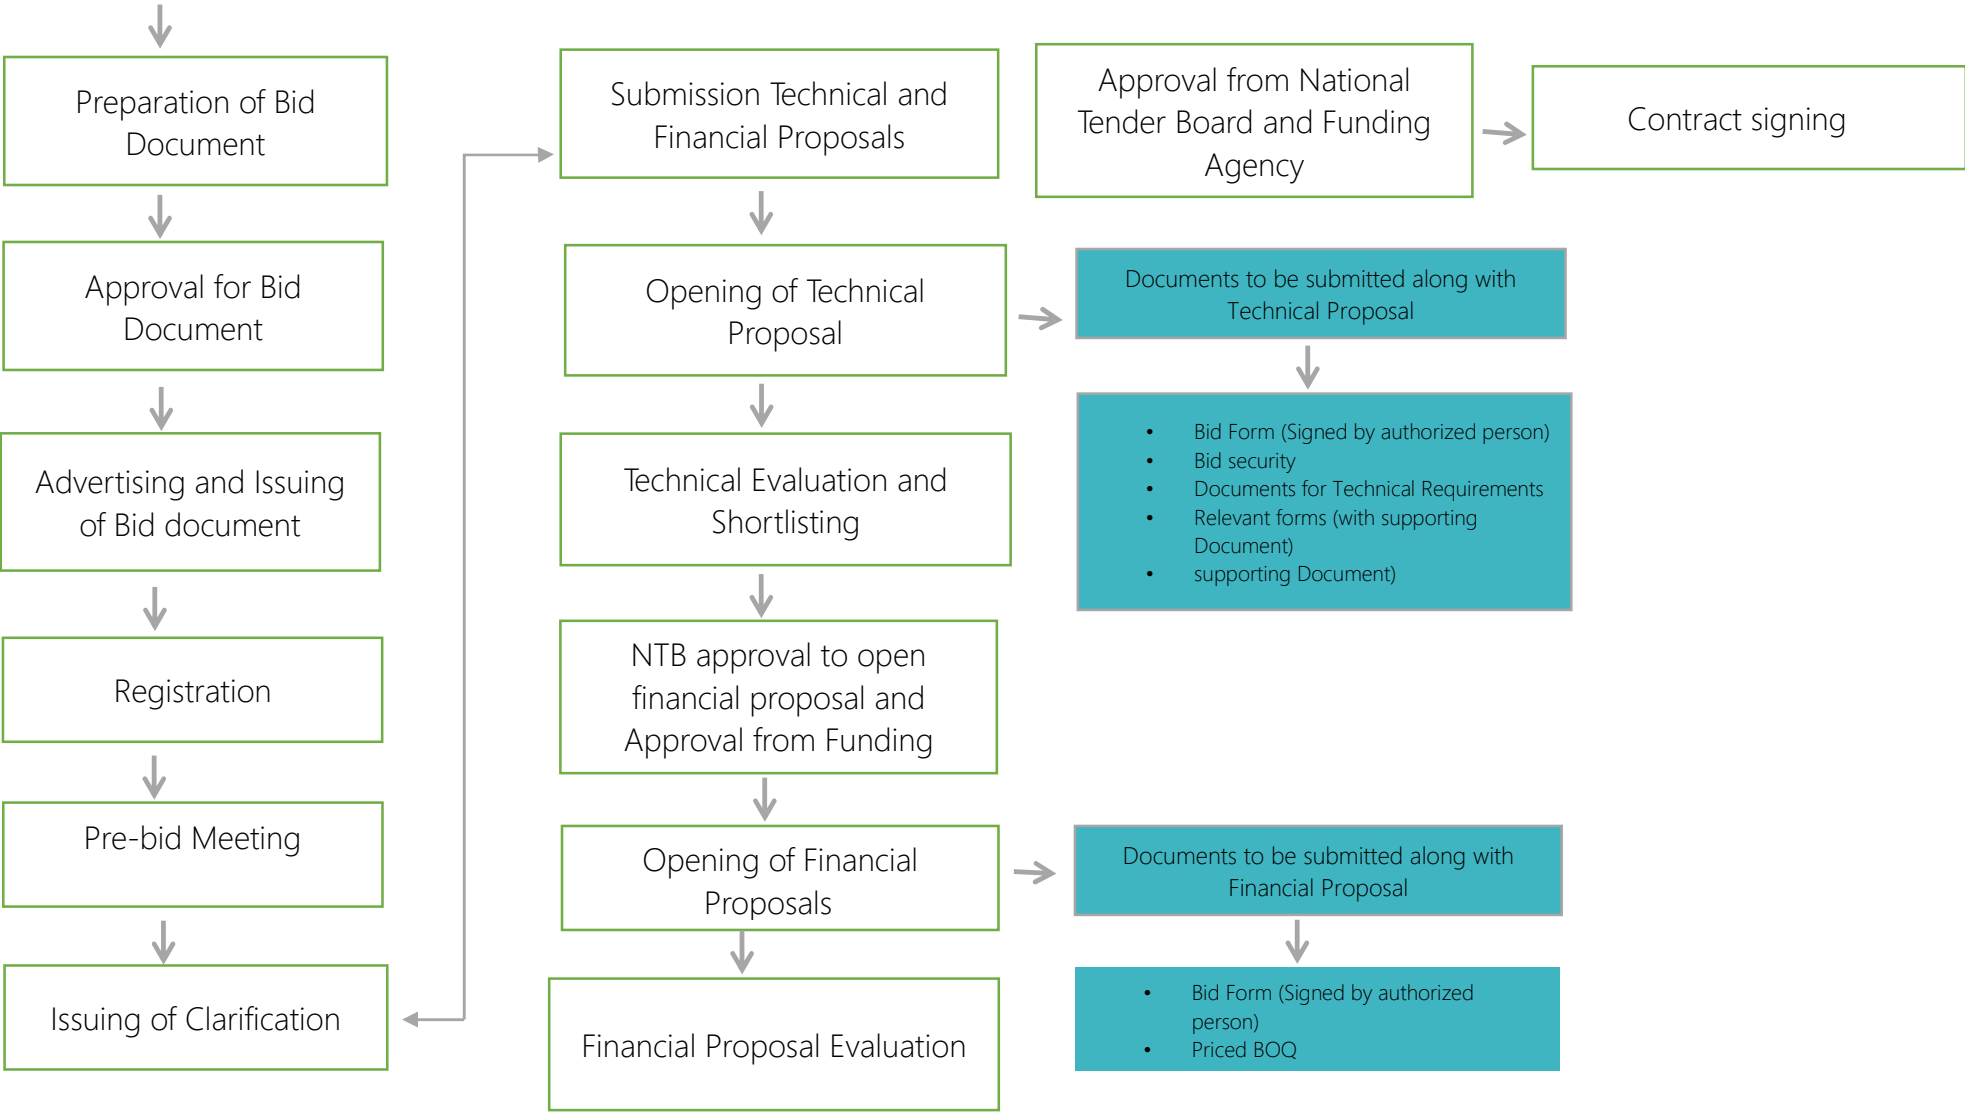 Preparation of Bid
Document
Approval for Bid
Document
Advertising and Issuing
of Bid document
Registration
Pre-bid Meeting
Issuing of Clarification
Submission Technical and
Financial Proposals
Opening of Technical
Proposal
Technical Evaluation and
Shortlisting
NTB approval to open
financial proposal and
Approval from Funding
Opening of Financial
Proposals
Financial Proposal Evaluation
Approval from National
Tender Board and Funding
Agency
Contract signing
Documents to be submitted along with
Technical Proposal
• Bid Form (Signed by authorized person)
• Bid security
• Documents for Technical Requirements
• Relevant forms (with supporting
Document)
• supporting Document)
Documents to be submitted along with
Financial Proposal
• Bid Form (Signed by authorized
person)
• Priced BOQ